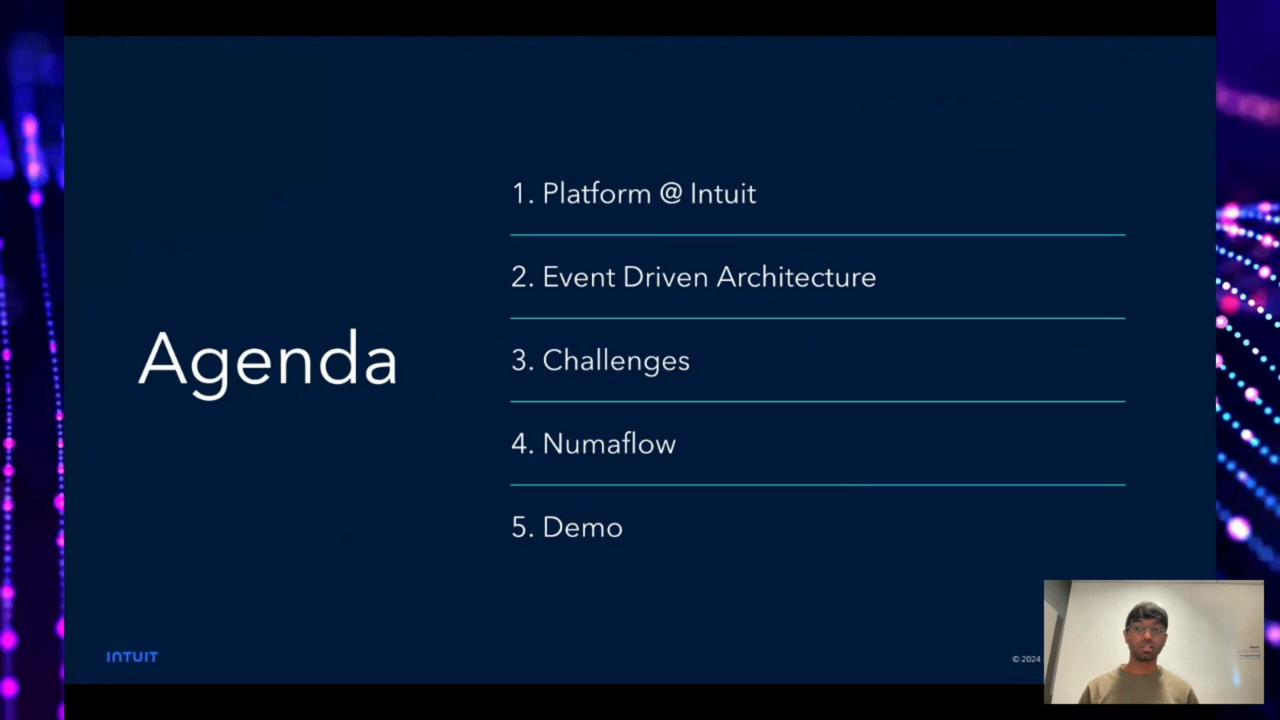 Agenda
1. Platform @ Intuit
2. Event Driven Architecture
3. Challenges
4. Numaflow
5. Demo
INTUIT
© 2024